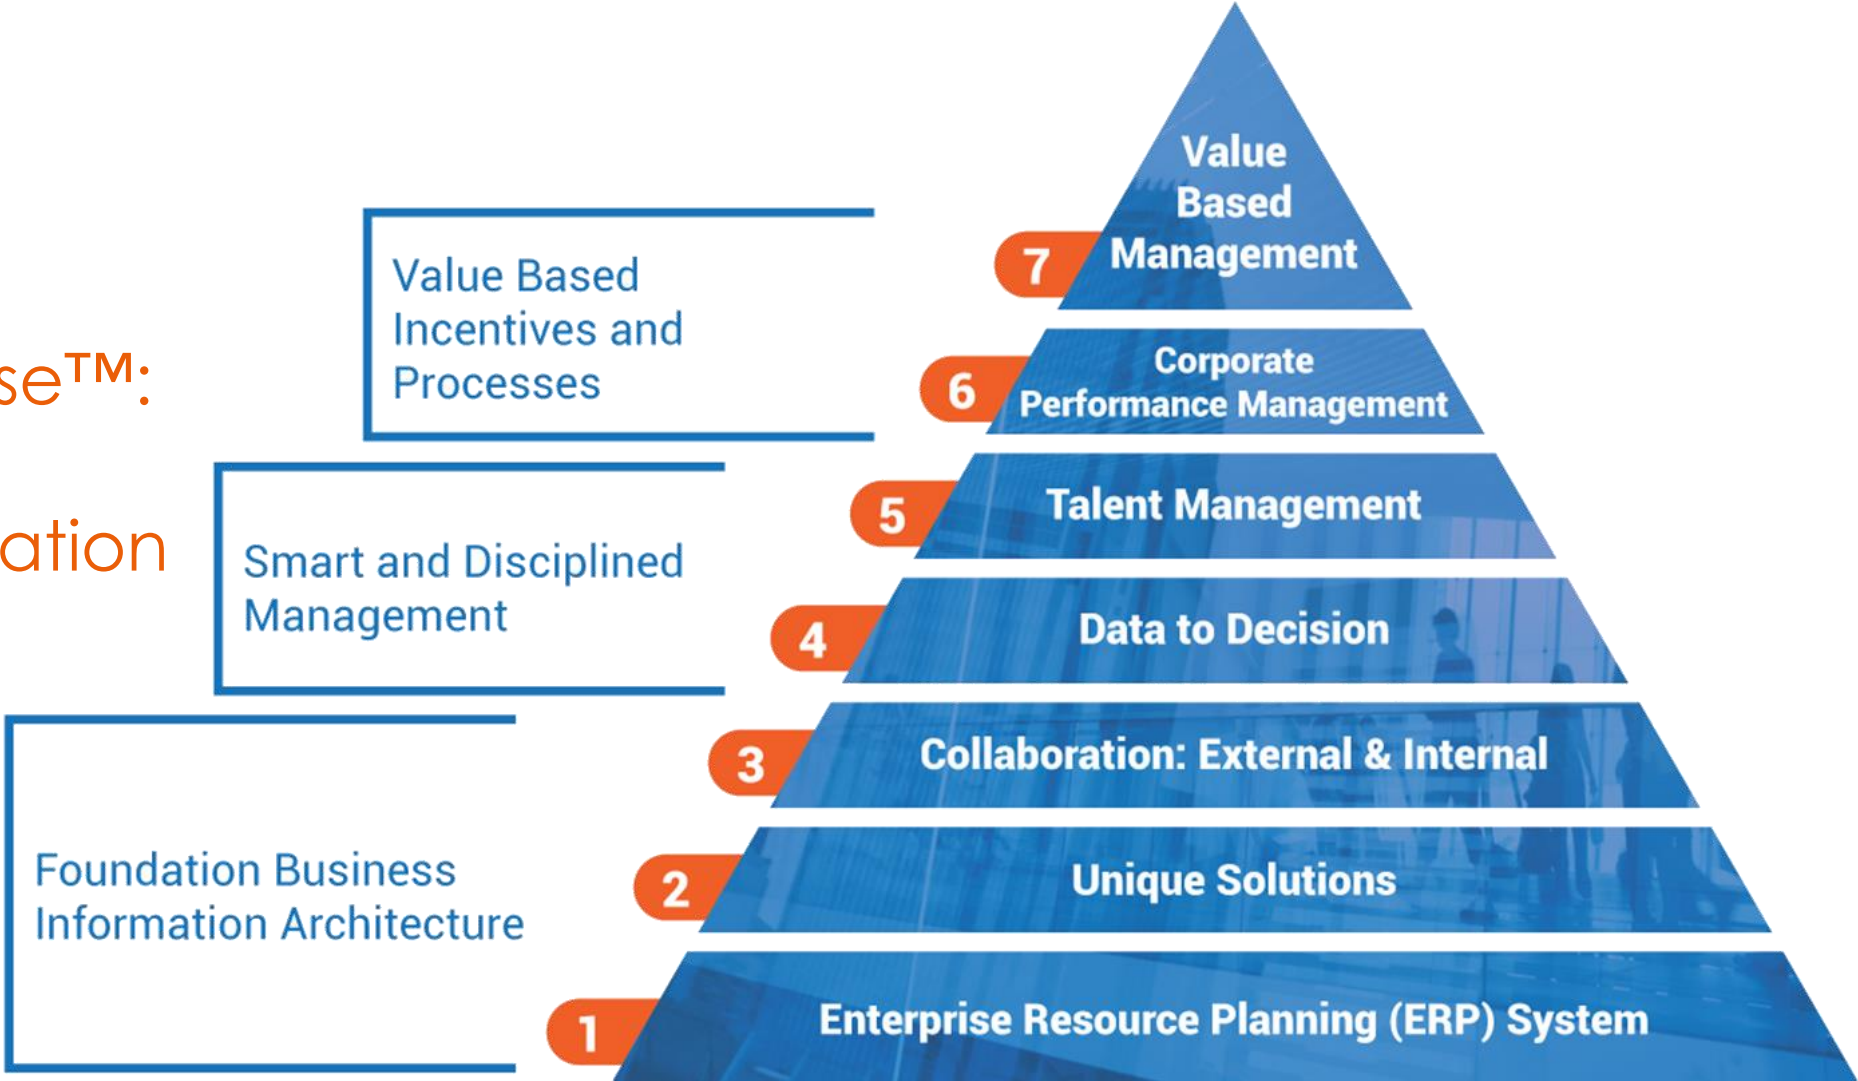 se™:
ation
Value Based
Incentives and
Processes
Smart and Disciplined
Management
Foundation Business
Information Architecture
7
Value
Based
Management
6
Corporate
Performance Management
5
Talent Management
4
Data to Decision
3
Collaboration: External & Internal
2
Unique Solutions
1
Enterprise Resource Planning (ERP) System